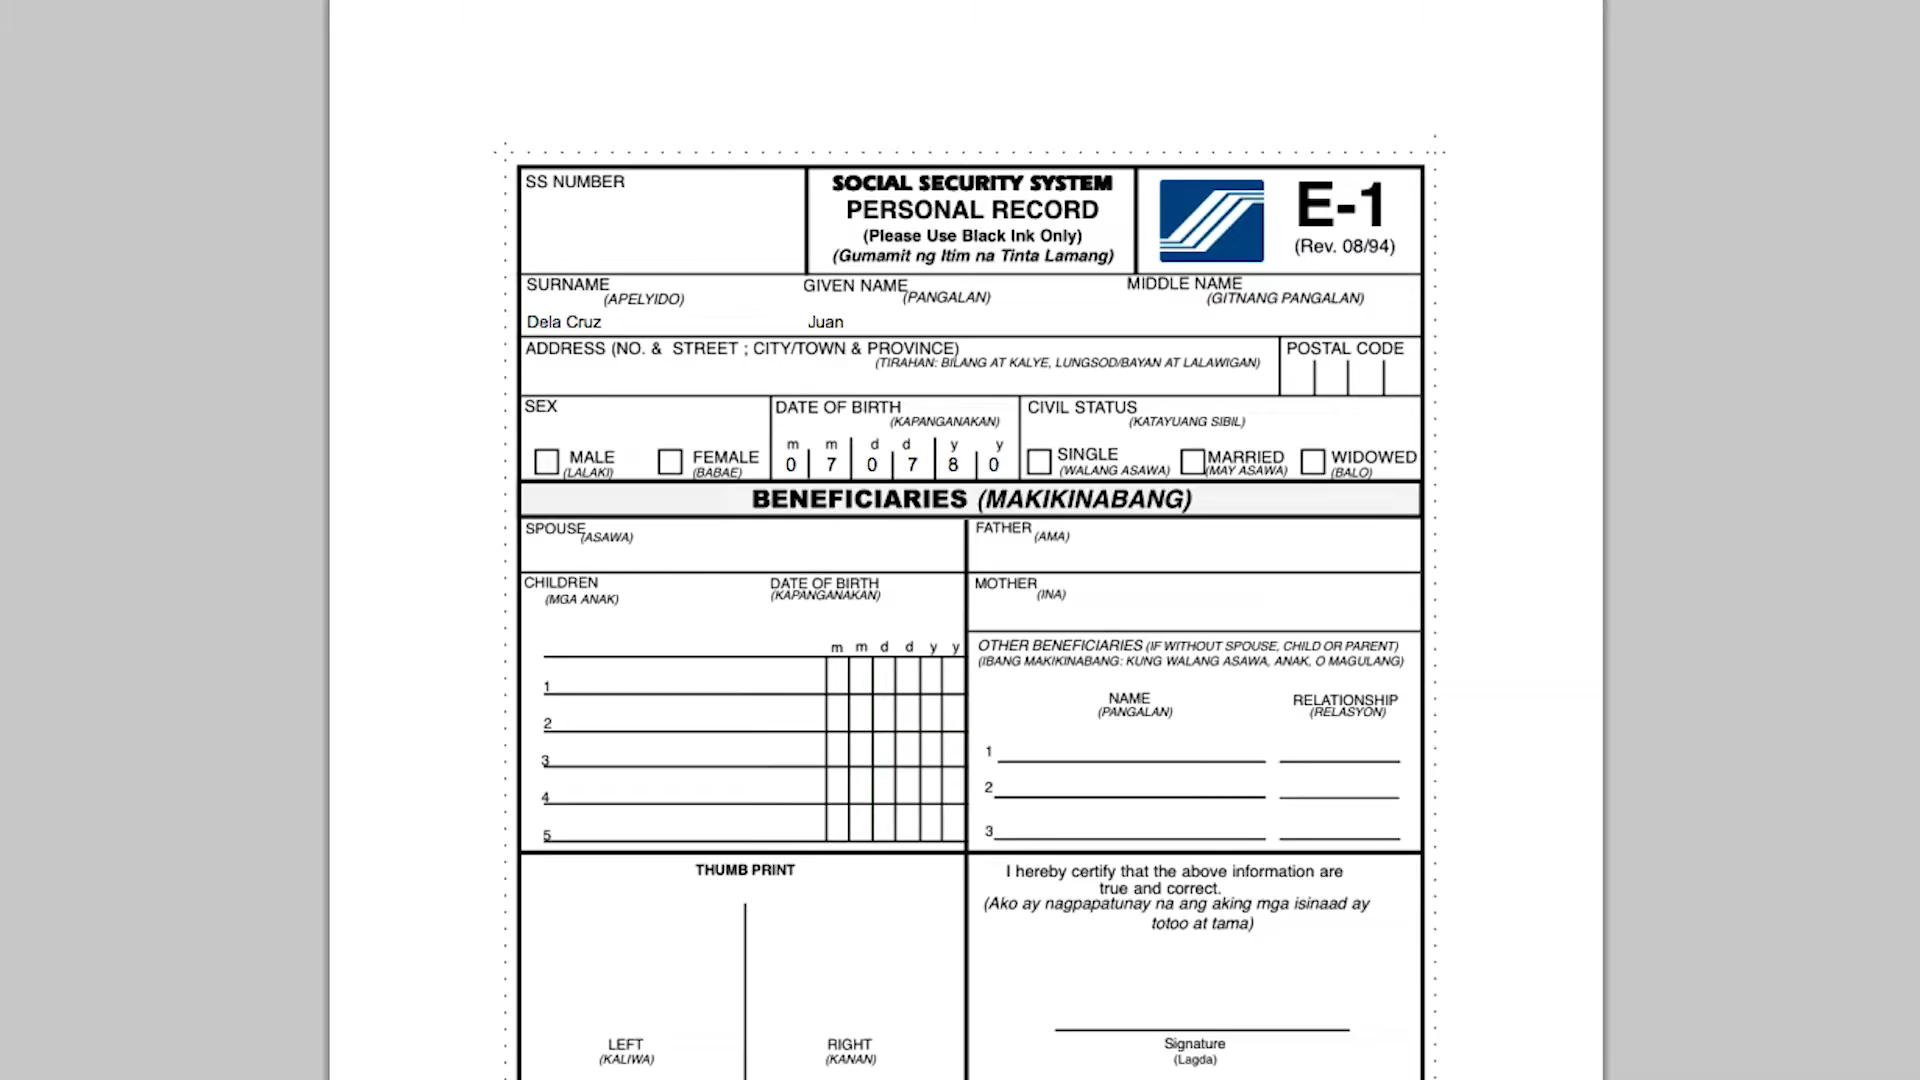 SS NUMBER
SOCIAL SECURITY SYSTEM
PERSONAL RECORD
(Please Use Black Ink Only)
(Gumamit ng Itim na Tinta Lamang)
E-1
(Rev. 08/94)
SURNAME (APELYIDO) GIVEN NAME (PANGALAN) MIDDLE NAME (GITNANG PANGALAN)
Dela Cruz Juan
ADDRESS (NO. & STREET ; CITY/TOWN & PROVINCE) POSTAL CODE
(TIRAHAN: BILANG AT KALYE, LUNGSOD/BAYAN AT LALAWIGAN)
SEX DATE OF BIRTH CIVIL STATUS
(KAPANGANAKAN) (KATAYUANG SIBIL)
m m d d y y
MALE FEMALE 0 7 0 7 8 0 SINGLE MARRIED WIDOWED
(LALAKI) (BABAE) (WALANG ASAWA) (MAY ASAWA) (BALO)
BENEFICIARIES (MAKIKINABANG)
SPOUSE (ASAWA) FATHER (AMA)
CHILDREN DATE OF BIRTH MOTHER
(MGA ANAK) (KAPANGANAKAN) (INA)
m m d d y y
1
2
3
4
5
OTHER BENEFICIARIES (IF WITHOUT SPOUSE, CHILD OR PARENT)
(IBANG MAKIKINABANG: KUNG WALANG ASAWA, ANAK, O MAGULANG)
NAME RELATIONSHIP
(PANGALAN) (RELASYON)
1
2
3
THUMB PRINT
LEFT RIGHT
(KALIWA) (KANAN)
I hereby certify that the above information are
true and correct.
(Ako ay nagpapatunay na ang aking mga isinaad ay
totoo at tama)
Signature
(Lagda)